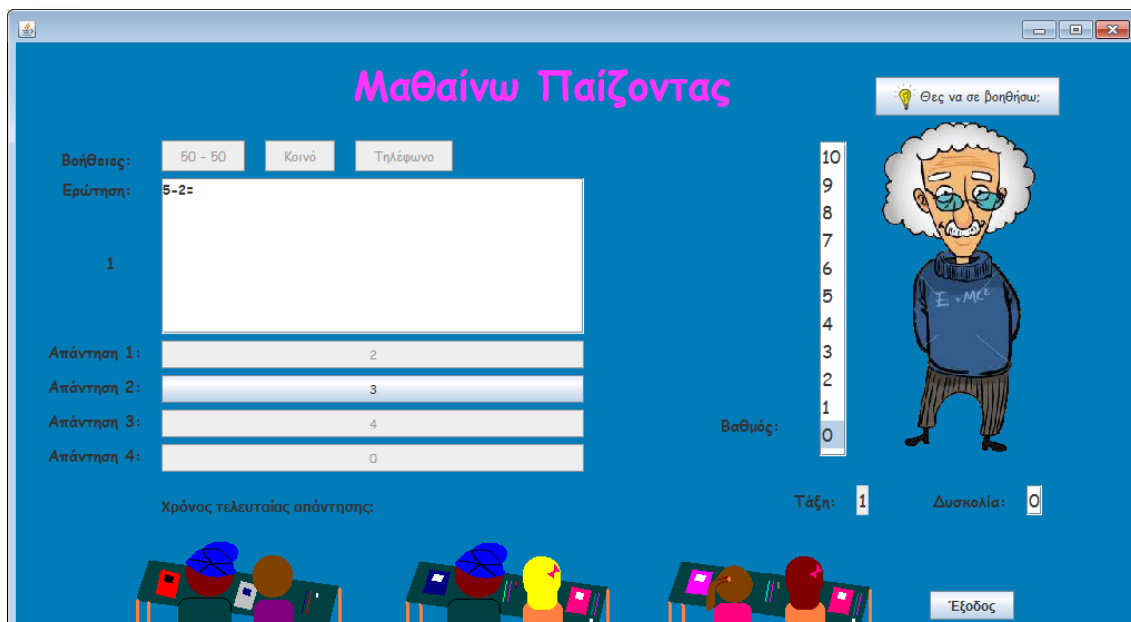 Μαθαίνω Παίζοντας
Θες να σε βοηθήσω;
Βοήθειες: 50 - 50 Κοινό Τηλέφωνο
Ερώτηση: 5-2=
1
Απάντηση 1: 2
Απάντηση 2: 3
Απάντηση 3: 4
Απάντηση 4: 0
10
9
8
7
6
5
4
3
2
1
Βαθμός: 0
E = MC²
Χρόνος τελευταίας απάντησης:
Τάξη: 1 Δυσκολία: 0
Έξοδος